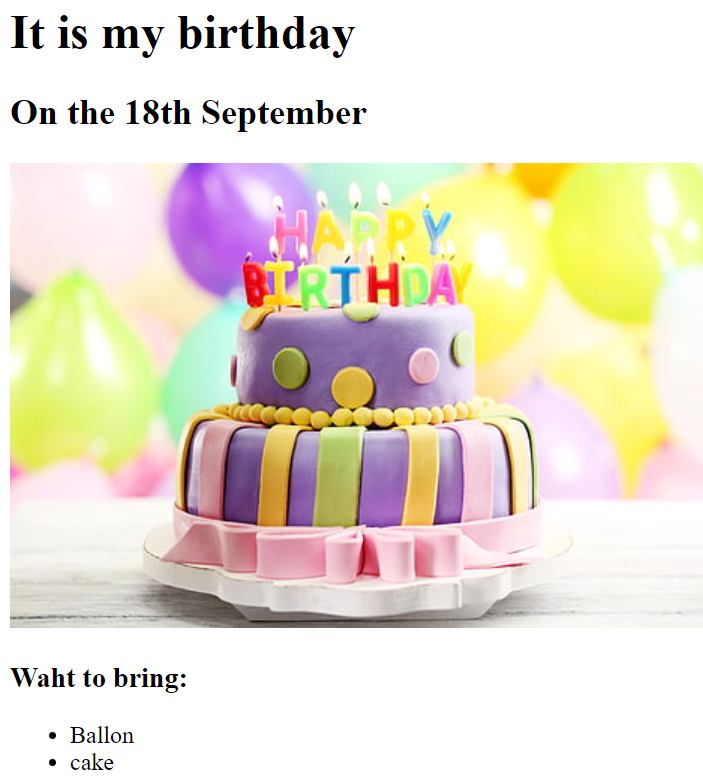 It is my birthday
On the 18th September
HAPPY
BIRTHDAY
Waht to bring:
Ballon
cake